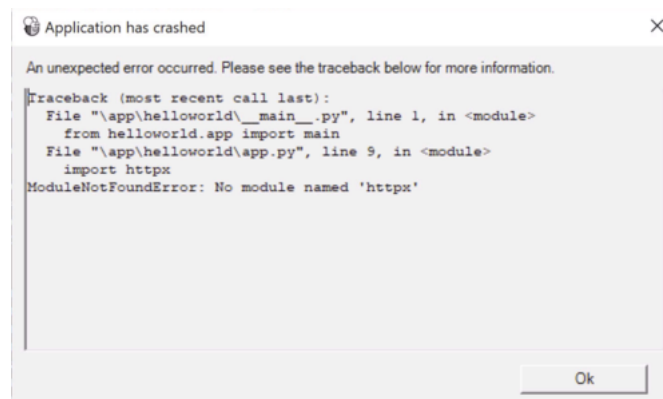 Application has crashed
An unexpected error occurred. Please see the traceback below for more information.
Traceback (most recent call last):
  File "\app\helloworld\__main__.py", line 1, in <module>
    from helloworld.app import main
  File "\app\helloworld\app.py", line 9, in <module>
    import httpx
ModuleNotFoundError: No module named 'httpx'
Ok